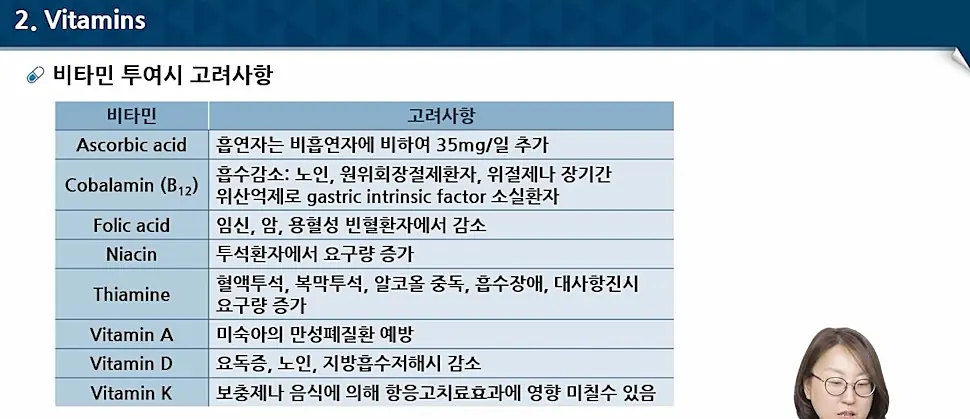 2. Vitamins
비타민 투여시 고려사항
비타민 고려사항
Ascorbic acid 흡연자는 비흡연자에 비하여 35mg/일 추가
Cobalamin (B12) 흡수감소: 노인, 원위회장절제환자, 위절제나 장기간
위산억제로 gastric intrinsic factor 소실환자
Folic acid 임신, 암, 용혈성 빈혈환자에서 감소
Niacin 투석환자에서 요구량 증가
Thiamine 혈액투석, 복막투석, 알코올 중독, 흡수장애, 대사항진시
요구량 증가
Vitamin A 미숙아의 만성폐질환 예방
Vitamin D 요독증, 노인, 지방흡수저해시 감소
Vitamin K 보충제나 음식에 의해 항응고치료효과에 영향 미칠수 있음